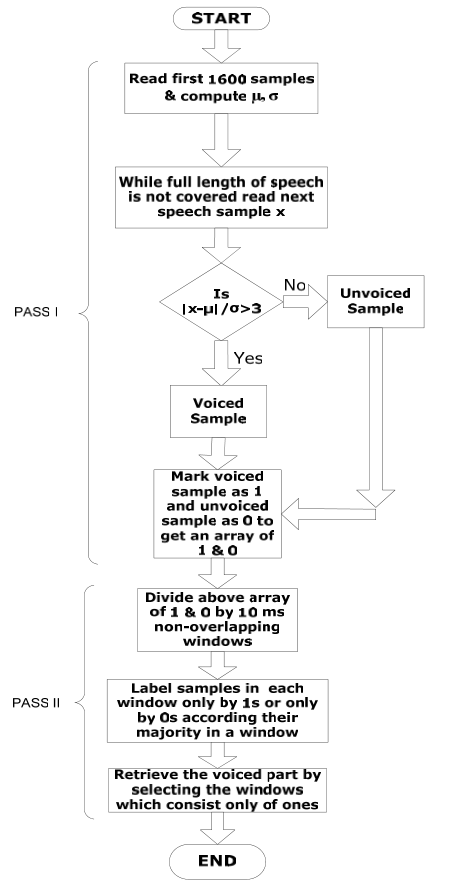 START
Read first 1600 samples
& compute μ, σ
While full length of speech
is not covered read next
speech sample x
PASS I
Is
|x-μ|/σ>3
No
Unvoiced
Sample
Yes
Voiced
Sample
Mark voiced
sample as 1
and unvoiced
sample as 0 to
get an array of
1 & 0
Divide above array
of 1 & 0 by 10 ms
non-overlapping
windows
PASS II
Label samples in each
window only by 1s or only
by 0s according their
majority in a window
Retrieve the voiced part by
selecting the windows
which consist only of ones
END